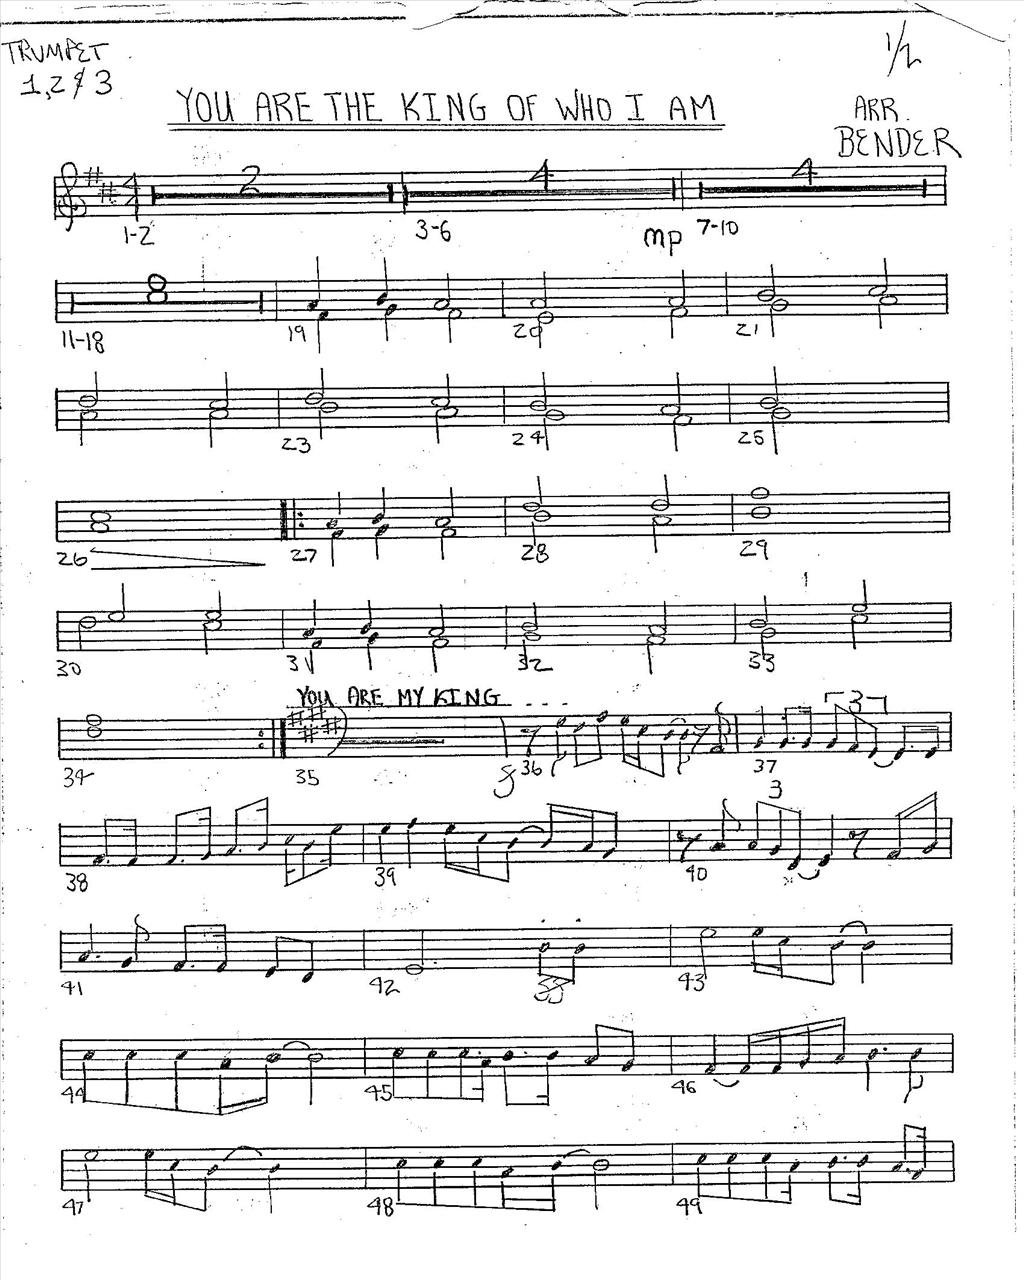 TRUMPET
1,2 & 3
1/2
YOU ARE THE KING OF WHO I AM
ARR.
BENDER
2 4 4
1-2 3-6 mp 7-10
8
11-18 19 20 21
23 24 25
26 27 28 29
30 31 32 33
YOU ARE MY KING ...
3
34 35 36 37
3
38 39 40
41 42 43
44 45 46
47 48 49